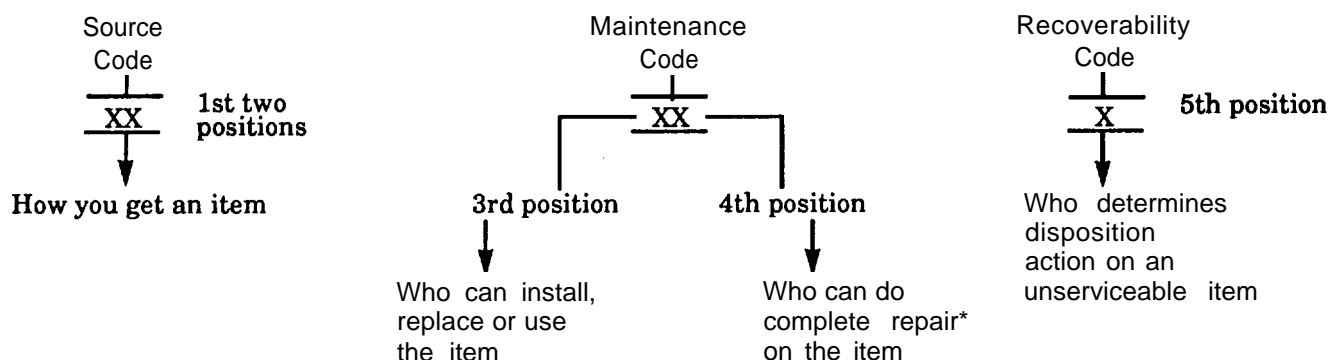 Source
Code
XX
1st two
positions
How you get an item
Maintenance
Code
XX
3rd position
4th position
Who can install,
replace or use
the item
Who can do
complete repair*
on the item
Recoverability
Code
X
5th position
Who determines
disposition
action on an
unserviceable item